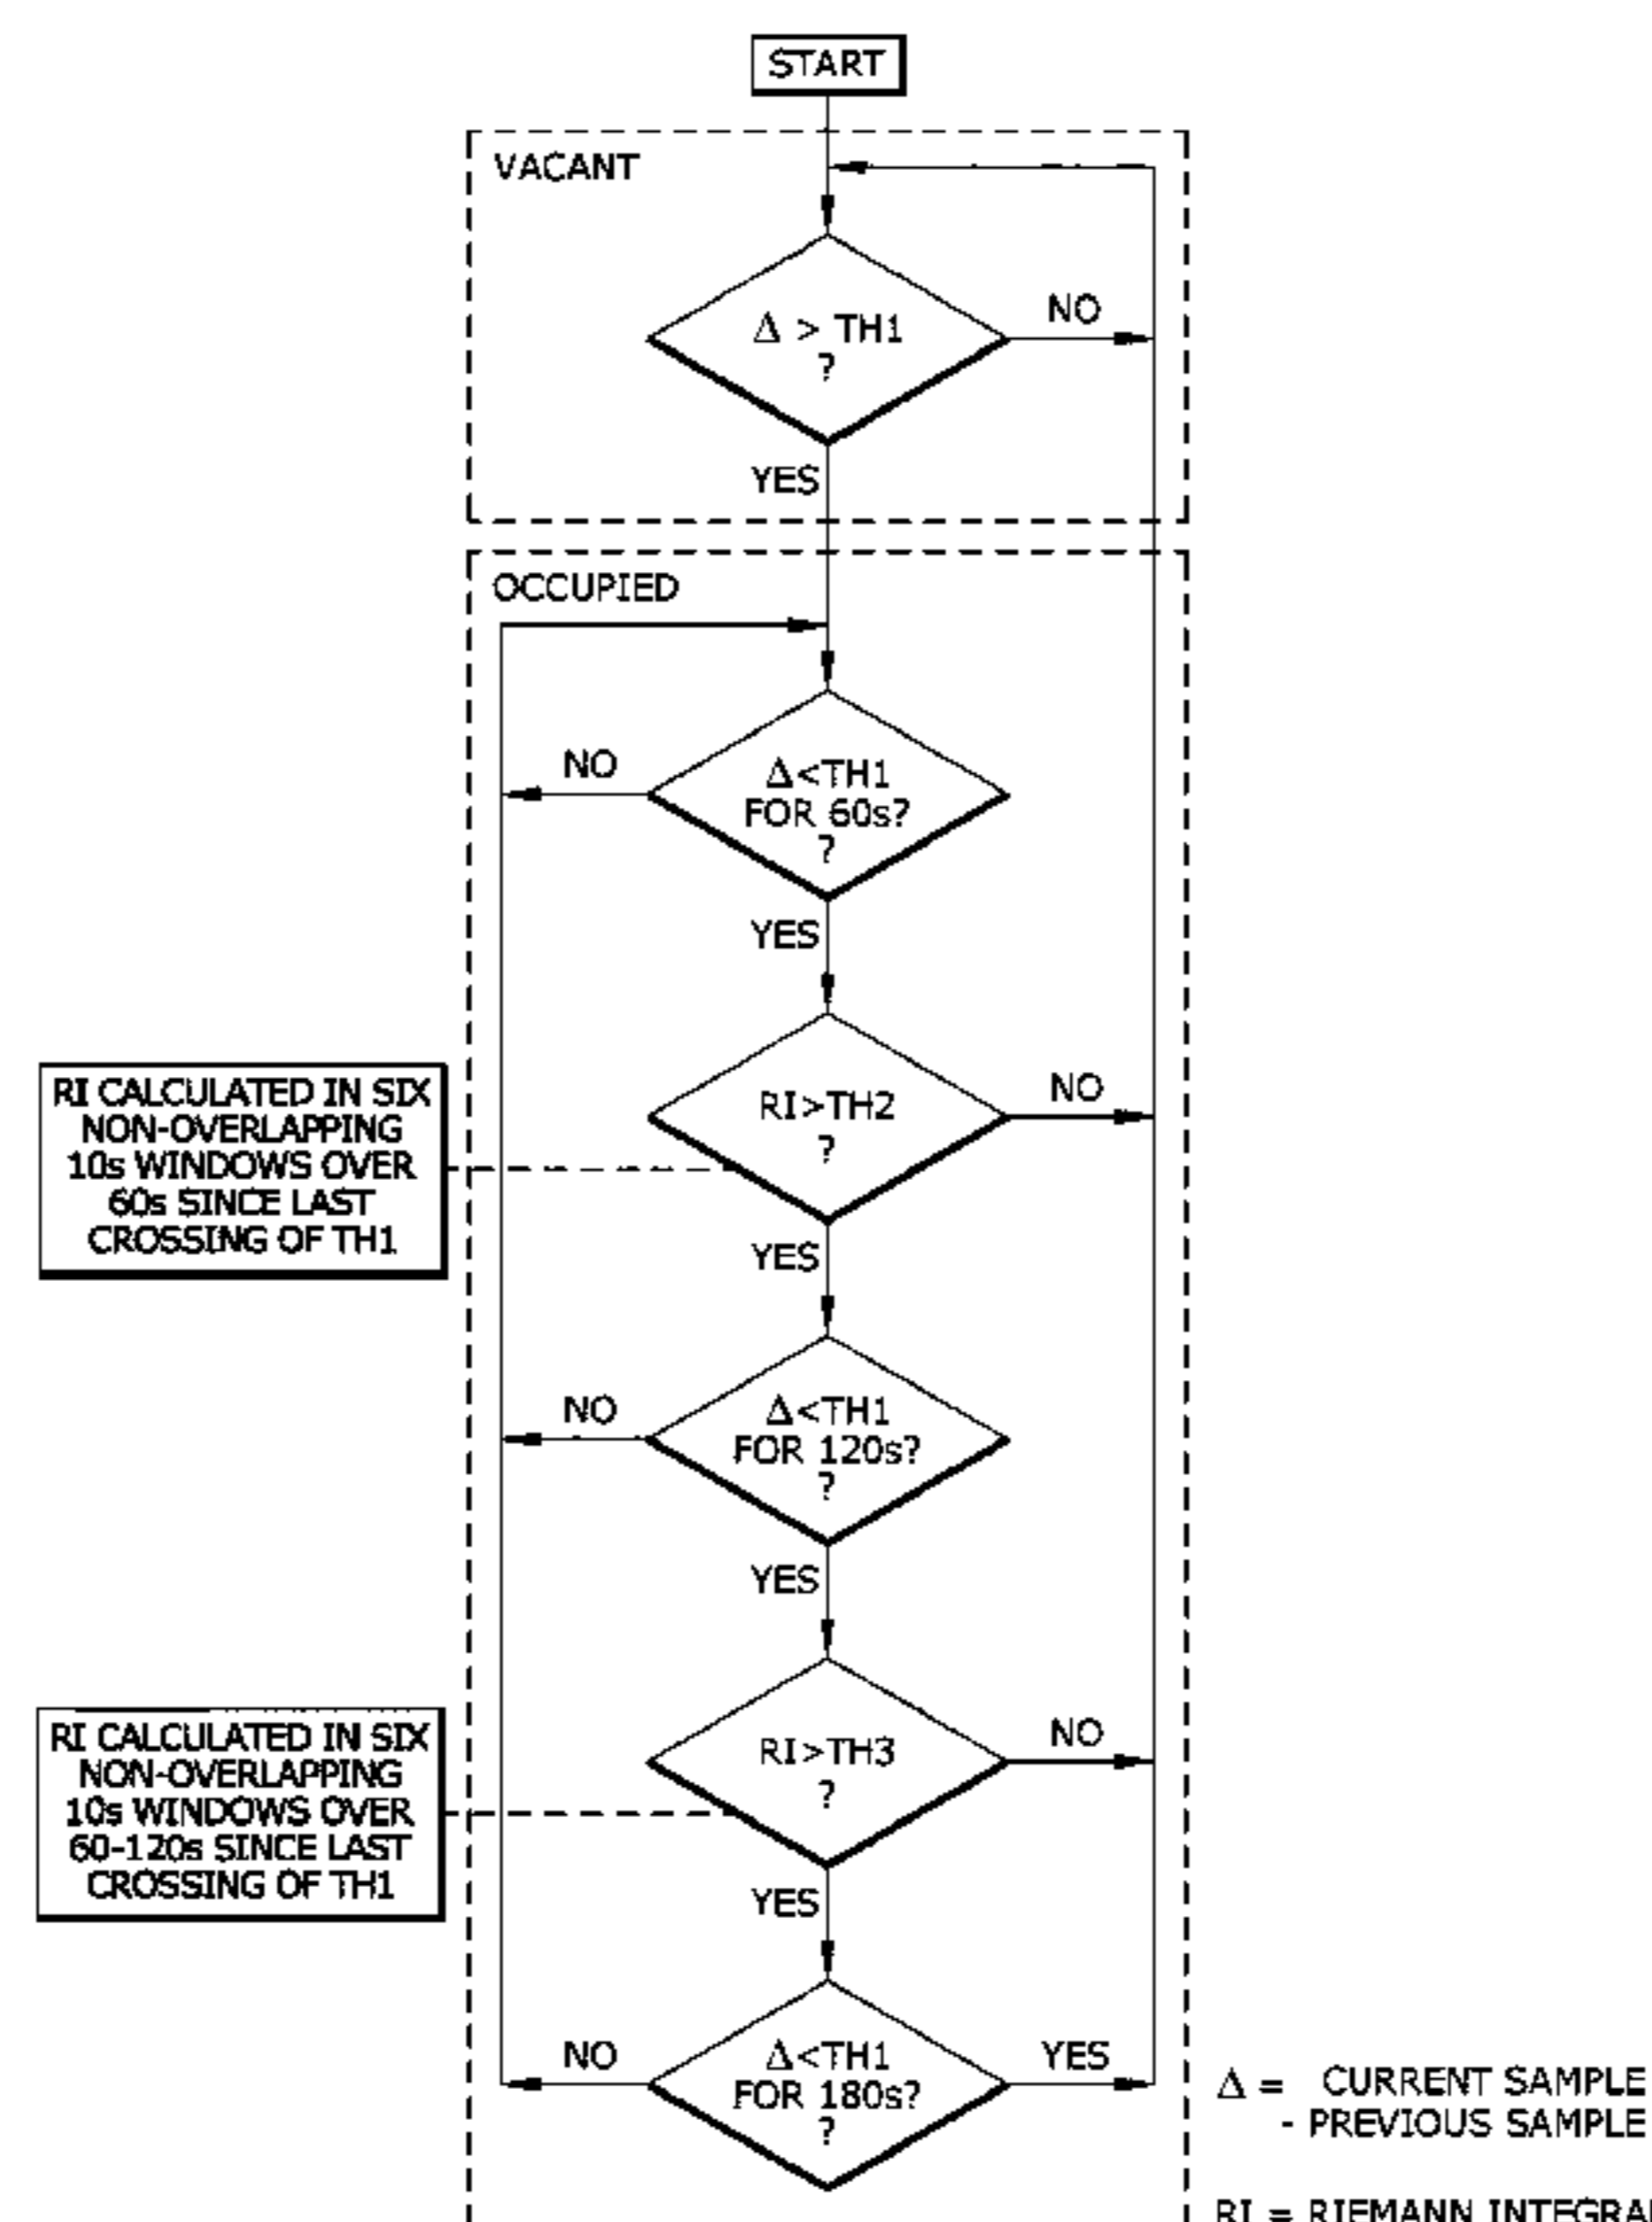 START
VACANT
Δ > TH1
?
NO
YES
OCCUPIED
NO
Δ<TH1
FOR 60s?
?
YES
RI CALCULATED IN SIX
NON-OVERLAPPING
10s WINDOWS OVER
60s SINCE LAST
CROSSING OF TH1
RI>TH2
?
NO
YES
NO
Δ<TH1
FOR 120s?
?
YES
RI CALCULATED IN SIX
NON-OVERLAPPING
10s WINDOWS OVER
60-120s SINCE LAST
CROSSING OF TH1
RI>TH3
?
NO
YES
NO
Δ<TH1
FOR 180s?
?
YES
Δ = CURRENT SAMPLE
- PREVIOUS SAMPLE
RI = RIEMANN INTEGRAL